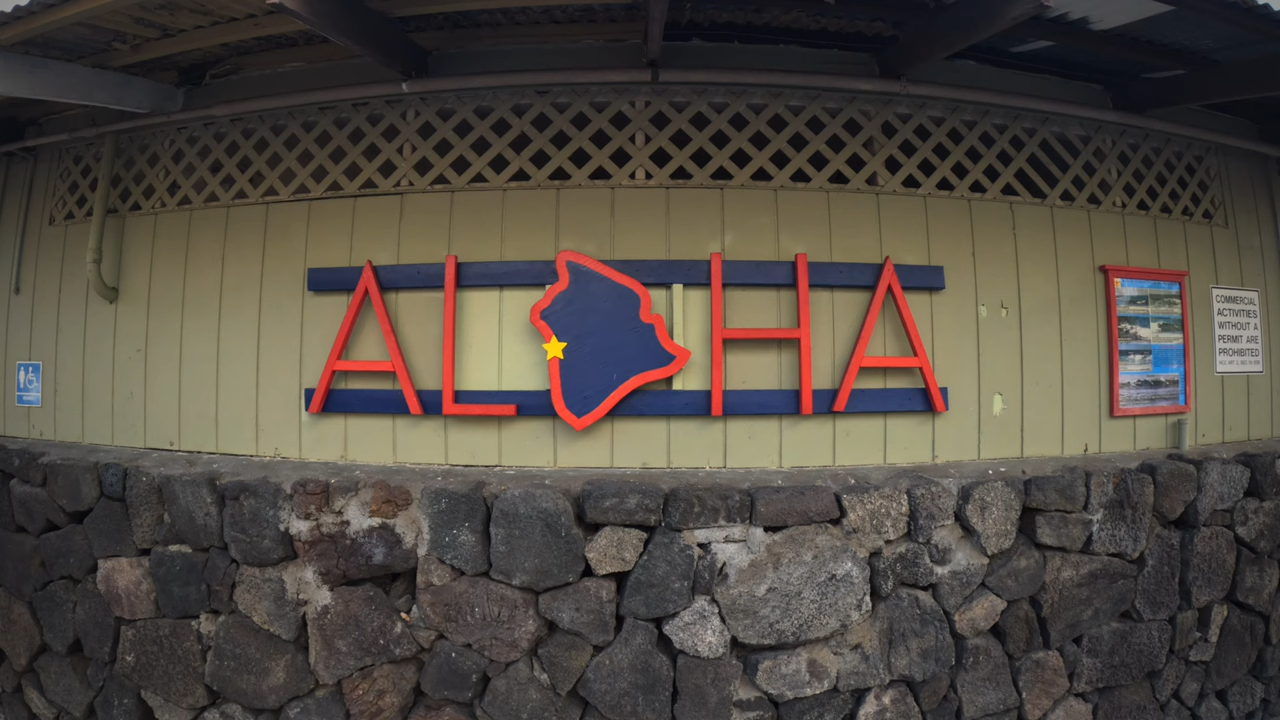 ALOHA
COMMERCIAL
ACTIVITIES
WITHOUT A
PERMIT ARE
PROHIBITED